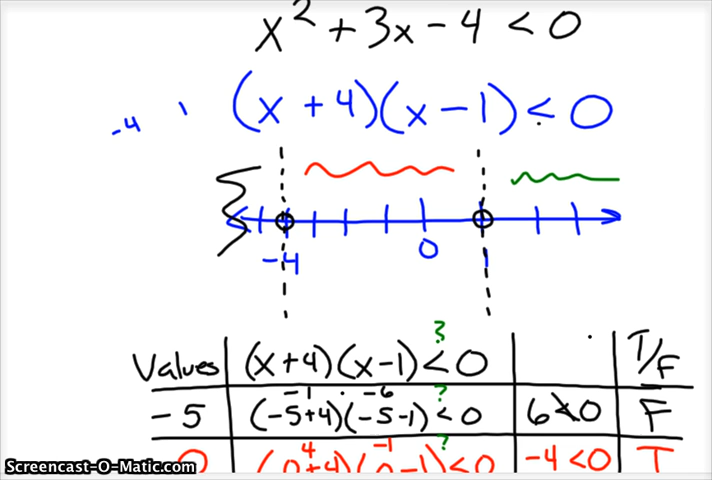 x² + 3x - 4 < 0
-4 1 (x + 4)(x - 1) < 0
-4 0 1
Values (x+4)(x-1) < 0 T/F
?
-1 · -6 ?
-5 (-5+4)(-5-1) < 0 6 ≮ 0 F
4 -1 ?
0 (0+4)(0-1) < 0 -4 < 0 T
Screencast-O-Matic.com